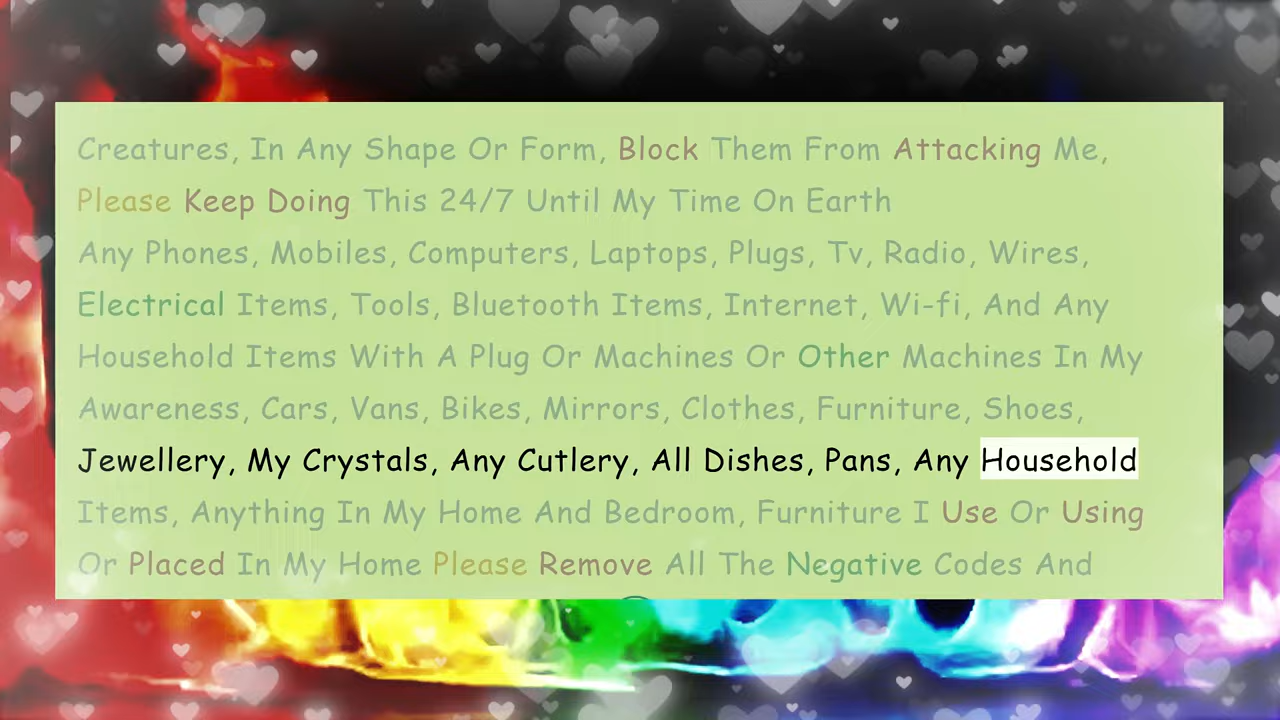 Creatures, In Any Shape Or Form, Block Them From Attacking Me,
Please Keep Doing This 24/7 Until My Time On Earth
Any Phones, Mobiles, Computers, Laptops, Plugs, Tv, Radio, Wires,
Electrical Items, Tools, Bluetooth Items, Internet, Wi-fi, And Any
Household Items With A Plug Or Machines Or Other Machines In My
Awareness, Cars, Vans, Bikes, Mirrors, Clothes, Furniture, Shoes,
Jewellery, My Crystals, Any Cutlery, All Dishes, Pans, Any Household
Items, Anything In My Home And Bedroom, Furniture I Use Or Using
Or Placed In My Home Please Remove All The Negative Codes And